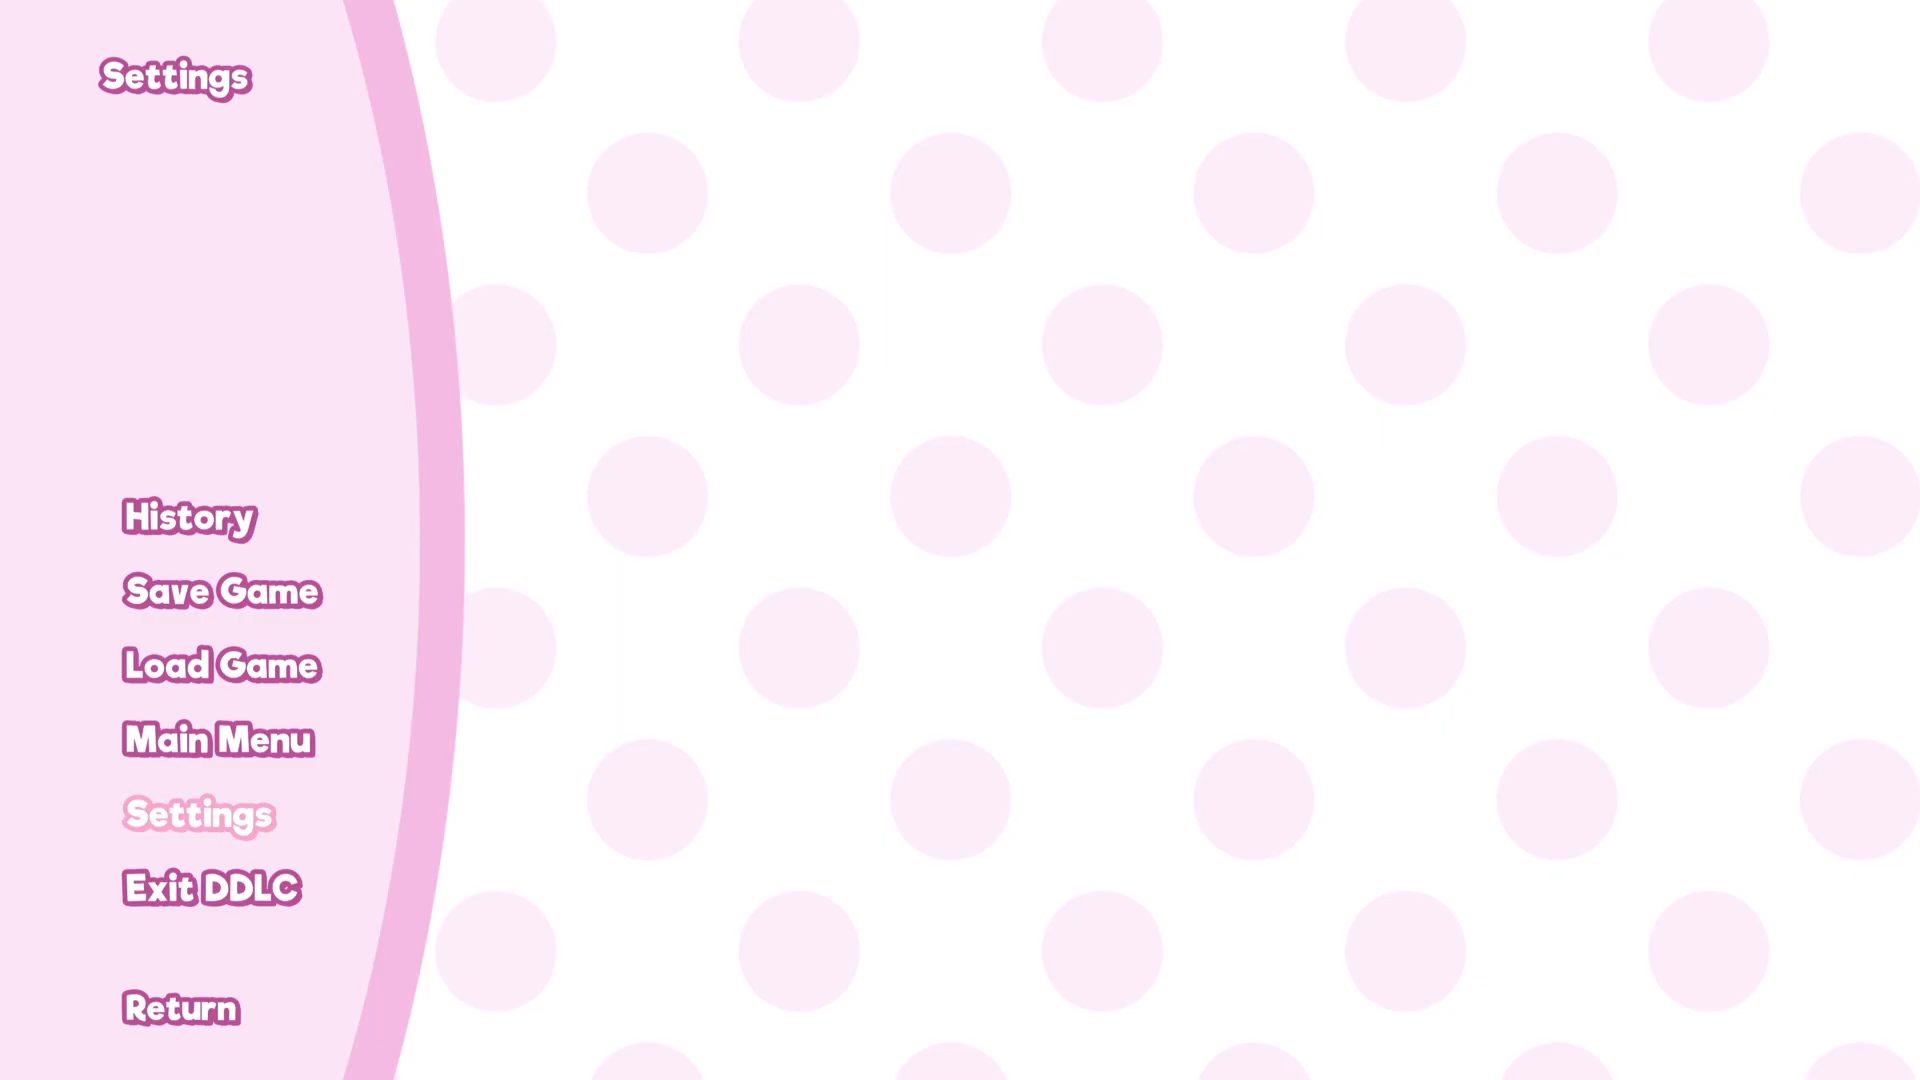 Settings
History
Save Game
Load Game
Main Menu
Settings
Exit DDLC
Return